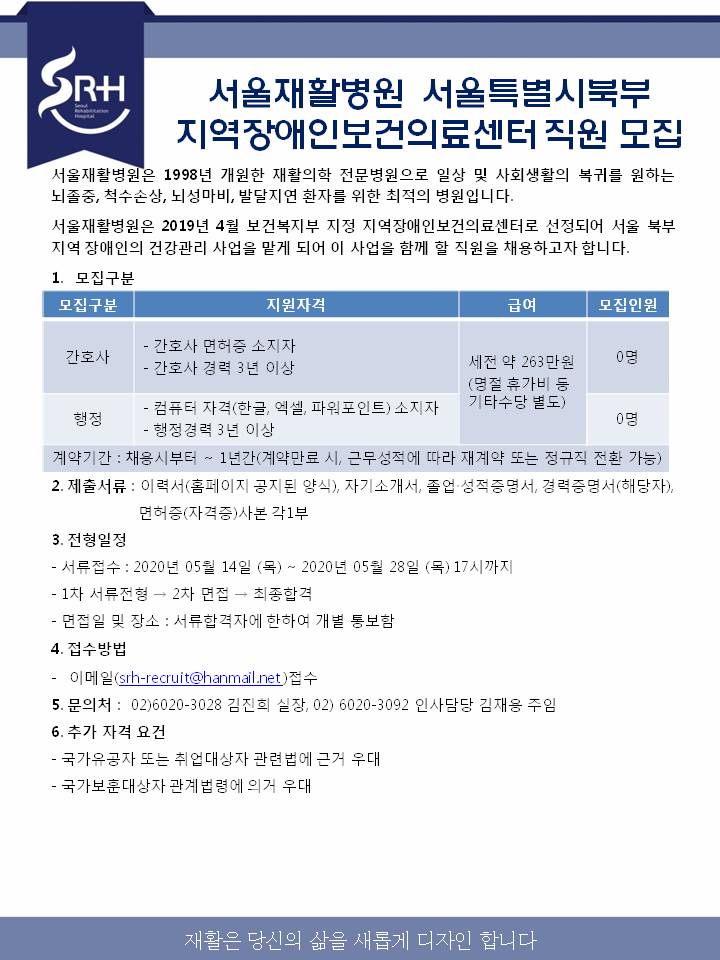 SRH
Seoul
Rehabilitation
Hospital
서울재활병원 서울특별시북부
지역장애인보건의료센터 직원 모집
서울재활병원은 1998년 개원한 재활의학 전문병원으로 일상 및 사회생활의 복귀를 원하는
뇌졸중, 척수손상, 뇌성마비, 발달지연 환자를 위한 최적의 병원입니다.
서울재활병원은 2019년 4월 보건복지부 지정 지역장애인보건의료센터로 선정되어 서울 북부
지역 장애인의 건강관리 사업을 맡게 되어 이 사업을 함께 할 직원을 채용하고자 합니다.
1. 모집구분
모집구분 지원자격 급여 모집인원
간호사
- 간호사 면허증 소지자
- 간호사 경력 3년 이상
세전 약 263만원
(명절 휴가비 등
기타수당 별도)
0명
행정
- 컴퓨터 자격(한글, 엑셀, 파워포인트) 소지자
- 행정경력 3년 이상
0명
계약기간 : 채용시부터 ~ 1년간(계약만료 시, 근무성적에 따라 재계약 또는 정규직 전환 가능)
2. 제출서류 : 이력서(홈페이지 공지된 양식), 자기소개서, 졸업·성적증명서, 경력증명서(해당자),
면허증(자격증)사본 각1부
3. 전형일정
- 서류접수 : 2020년 05월 14일 (목) ~ 2020년 05월 28일 (목) 17시까지
- 1차 서류전형 → 2차 면접 → 최종합격
- 면접일 및 장소 : 서류합격자에 한하여 개별 통보함
4. 접수방법
- 이메일(srh-recruit@hanmail.net)접수
5. 문의처 : 02)6020-3028 김진희 실장, 02) 6020-3092 인사담당 김재용 주임
6. 추가 자격 요건
- 국가유공자 또는 취업대상자 관련법에 근거 우대
- 국가보훈대상자 관계법령에 의거 우대
재활은 당신의 삶을 새롭게 디자인 합니다